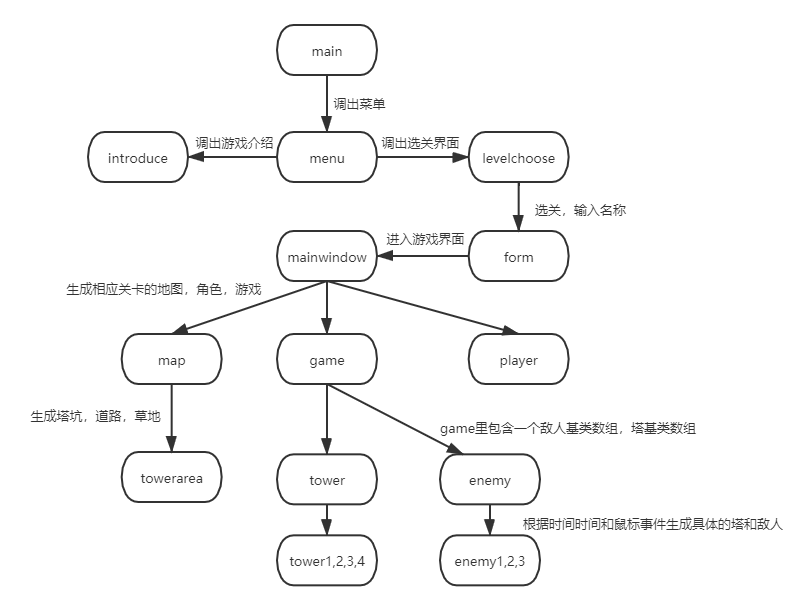 main
调出菜单
introduce
调出游戏介绍
menu
调出选关界面
levelchoose
选关，输入名称
mainwindow
进入游戏界面
form
生成相应关卡的地图，角色，游戏
map
game
player
生成塔坑，道路，草地
game里包含一个敌人基类数组，塔基类数组
towerarea
tower
enemy
根据时间时间和鼠标事件生成具体的塔和敌人
tower1,2,3,4
enemy1,2,3